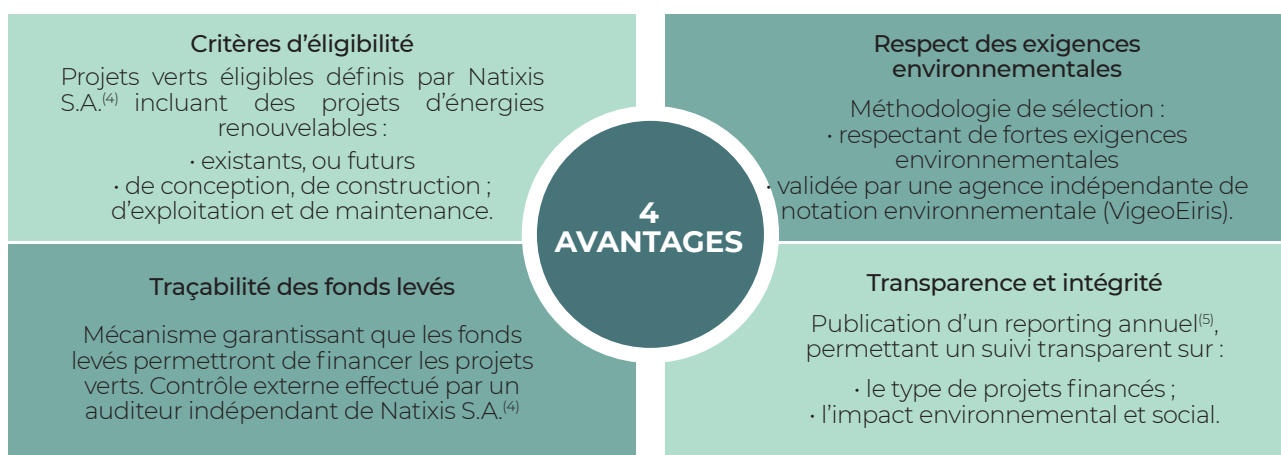 Critères d'éligibilité
Projets verts éligibles définis par Natixis
S.A.(4) incluant des projets d'énergies
renouvelables :
· existants, ou futurs
· de conception, de construction ;
d'exploitation et de maintenance.
Respect des exigences
environnementales
Méthodologie de sélection :
· respectant de fortes exigences
environnementales
· validée par une agence indépendante de
notation environnementale (VigeoEiris).
4
AVANTAGES
Traçabilité des fonds levés
Mécanisme garantissant que les fonds
levés permettront de financer les projets
verts. Contrôle externe effectué par un
auditeur indépendant de Natixis S.A.(4)
Transparence et intégrité
Publication d'un reporting annuel(5),
permettant un suivi transparent sur :
· le type de projets financés ;
· l'impact environnemental et social.